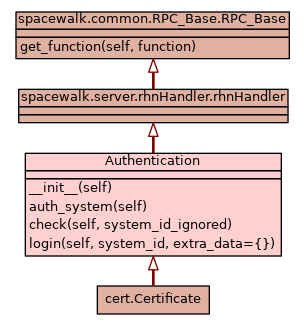 spacewalk.common.RPC_Base.RPC_Base
get_function(self, function)
spacewalk.server.rhnHandler.rhnHandler
Authentication
__init__(self)
auth_system(self)
check(self, system_id_ignored)
login(self, system_id, extra_data={})
cert.Certificate